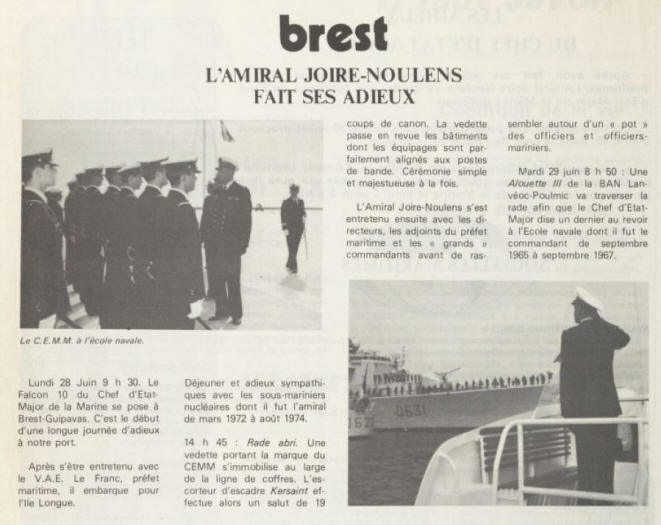 brest
L'AMIRAL JOIRE-NOULENS
FAIT SES ADIEUX
Le C.E.M.M. à l'école navale.
Lundi 28 Juin 9 h 30. Le
Falcon 10 du Chef d'Etat-
Major de la Marine se pose à
Brest-Guipavas. C'est le début
d'une longue journée d'adieux
à notre port.
Après s'être entretenu avec
le V.A.E. Le Franc, préfet
maritime, il embarque pour
l'Ile Longue.
Déjeuner et adieux sympathi-
ques avec les sous-mariniers
nucléaires dont il fut l'amiral
de mars 1972 à août 1974.
14 h 45 : Rade abri. Une
vedette portant la marque du
CEMM s'immobilise au large
de la ligne de coffres. L'es-
corteur d'escadre Kersaint ef-
fectue alors un salut de 19
coups de canon. La vedette
passe en revue les bâtiments
dont les équipages sont par-
faitement alignés aux postes
de bande. Cérémonie simple
et majestueuse à la fois.
L'Amiral Joire-Noulens s'est
entretenu ensuite avec les di-
recteurs, les adjoints du préfet
maritime et les « grands »
commandants avant de ras-
sembler autour d'un « pot »
des officiers et officiers-
mariniers.
Mardi 29 juin 8 h 50 : Une
Alouette III de la BAN Lan-
véoc-Poulmic va traverser la
rade afin que le Chef d'Etat-
Major dise un dernier au revoir
à l'Ecole navale dont il fut le
commandant de septembre
1965 à septembre 1967.
D631
D62